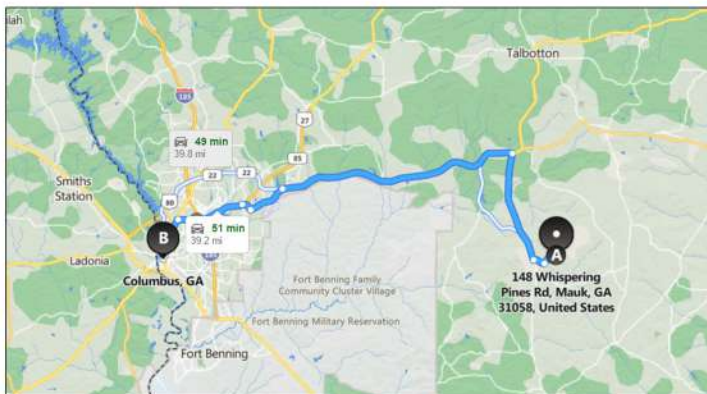 ilah
Talbotton
185
27
49 min
39.8 mi
85
22
22
Smiths
Station
80
B
51 min
39.2 mi
Ladonia
Columbus, GA
A
148 Whispering
Pines Rd, Mauk, GA
31058, United States
Fort Benning Family
Community Cluster Village
Fort Benning Military Reservation
Fort Benning